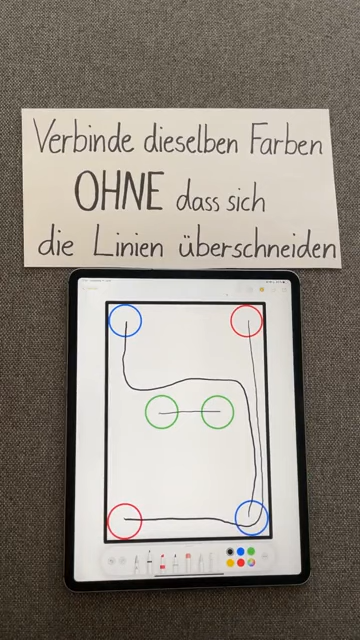 Verbinde dieselben Farben
OHNE dass sich
die Linien überschneiden